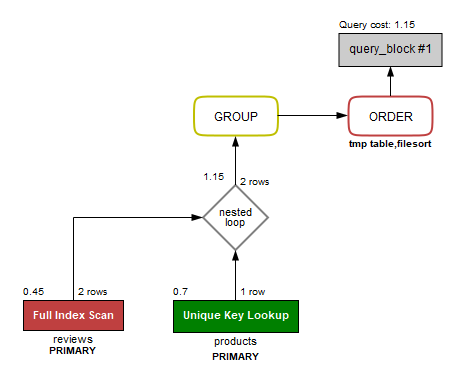 Query cost: 1.15
query_block #1
GROUP
ORDER
tmp table,filesort
1.15
2 rows
nested
loop
0.45
2 rows
0.7
1 row
Full Index Scan
Unique Key Lookup
reviews
PRIMARY
products
PRIMARY